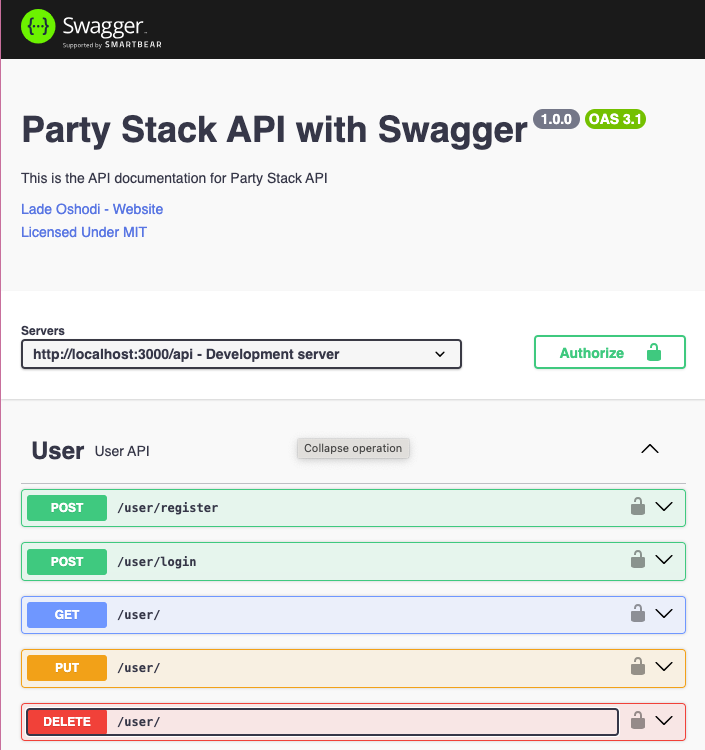 Swagger
Supported by SMARTBEAR
Party Stack API with Swagger 1.0.0 OAS 3.1
This is the API documentation for Party Stack API
Lade Oshodi - Website
Licensed Under MIT
Servers
http://localhost:3000/api - Development server
Authorize
User User API
Collapse operation
POST /user/register
POST /user/login
GET /user/
PUT /user/
DELETE /user/